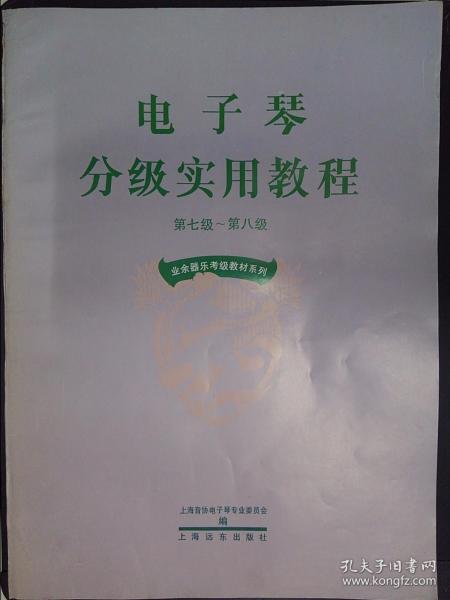 电子琴
分级实用教程
第七级～第八级
业余器乐考级教材系列
上海音协电子琴专业委员会
编
上海远东出版社
孔夫子旧书网
www.kongfz.com